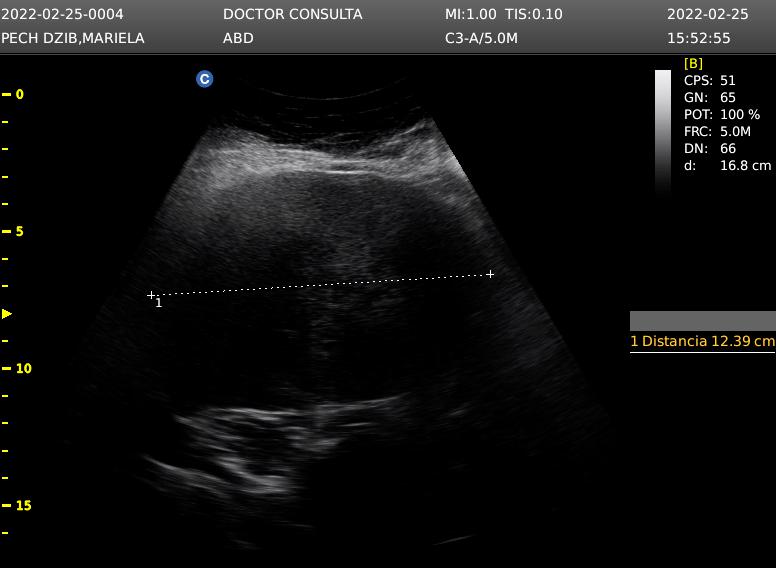 2022-02-25-0004 DOCTOR CONSULTA MI:1.00 TIS:0.10 2022-02-25
PECH DZIB,MARIELA ABD C3-A/5.0M 15:52:55
C
[B]
CPS: 51
GN: 65
POT: 100 %
FRC: 5.0M
DN: 66
d: 16.8 cm
0
5
10
15
1
1 Distancia 12.39 cm